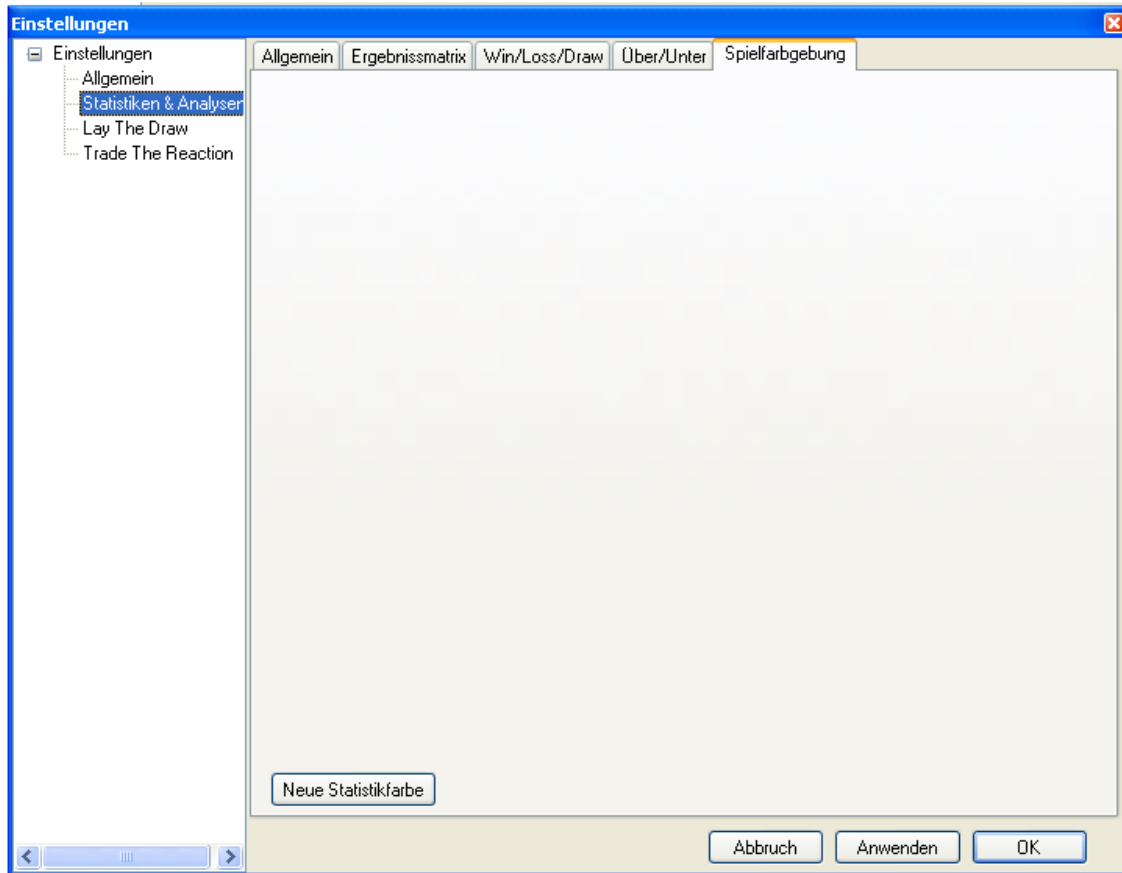 Einstellungen
Einstellungen
Allgemein
Statistiken & Analysen
Lay The Draw
Trade The Reaction
Allgemein Ergebnissmatrix Win/Loss/Draw Über/Unter Spielfarbgebung
Neue Statistikfarbe
Abbruch Anwenden OK